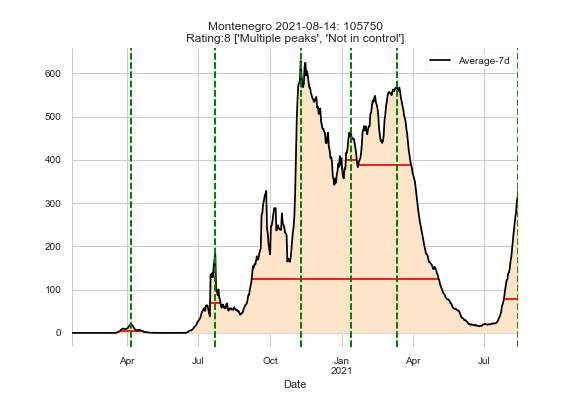 Montenegro 2021-08-14: 105750
Rating:8 ['Multiple peaks', 'Not in control']
Average-7d
600
500
400
300
200
100
0
Apr Jul Oct Jan Apr Jul
2021
Date